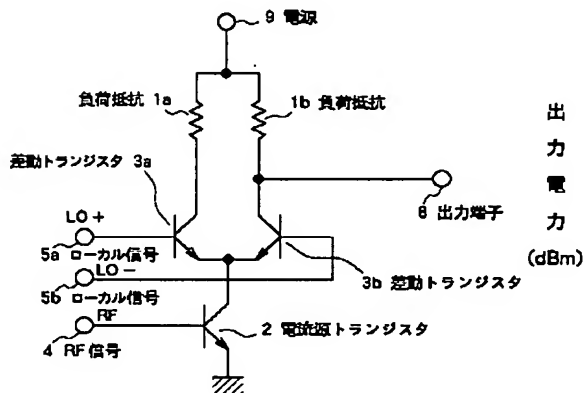 9 電源
負荷抵抗 1a
1b 負荷抵抗
差動トランジスタ 3a
8 出力端子
LO+
5a ローカル信号
LO-
5b ローカル信号
3b 差動トランジスタ
RF
4 RF信号
2 電流源トランジスタ
出力電力
(dBm)